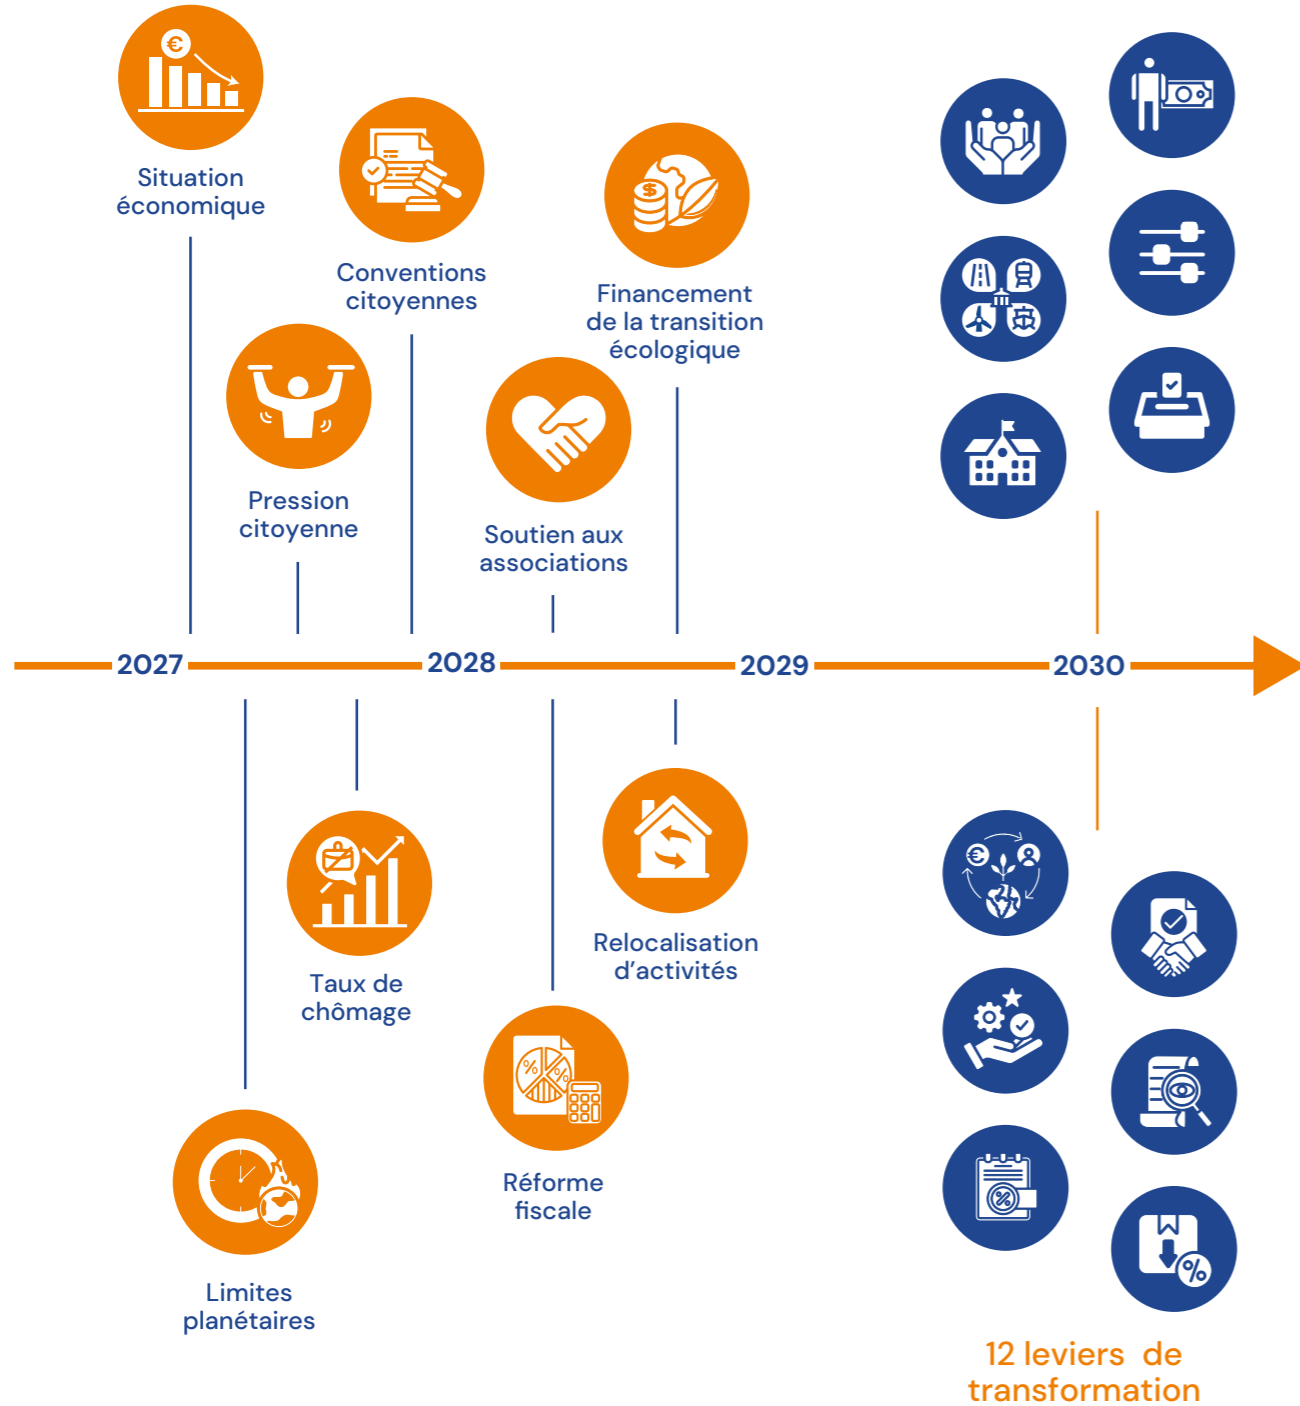 €
Situation
économique
Conventions
citoyennes
$
Financement
de la transition
écologique
Pression
citoyenne
Soutien aux
associations
2027
2028
2029
2030
Taux de
chômage
Relocalisation
d'activités
% %
Réforme
fiscale
Limites
planétaires
€
%
%
12 leviers de
transformation